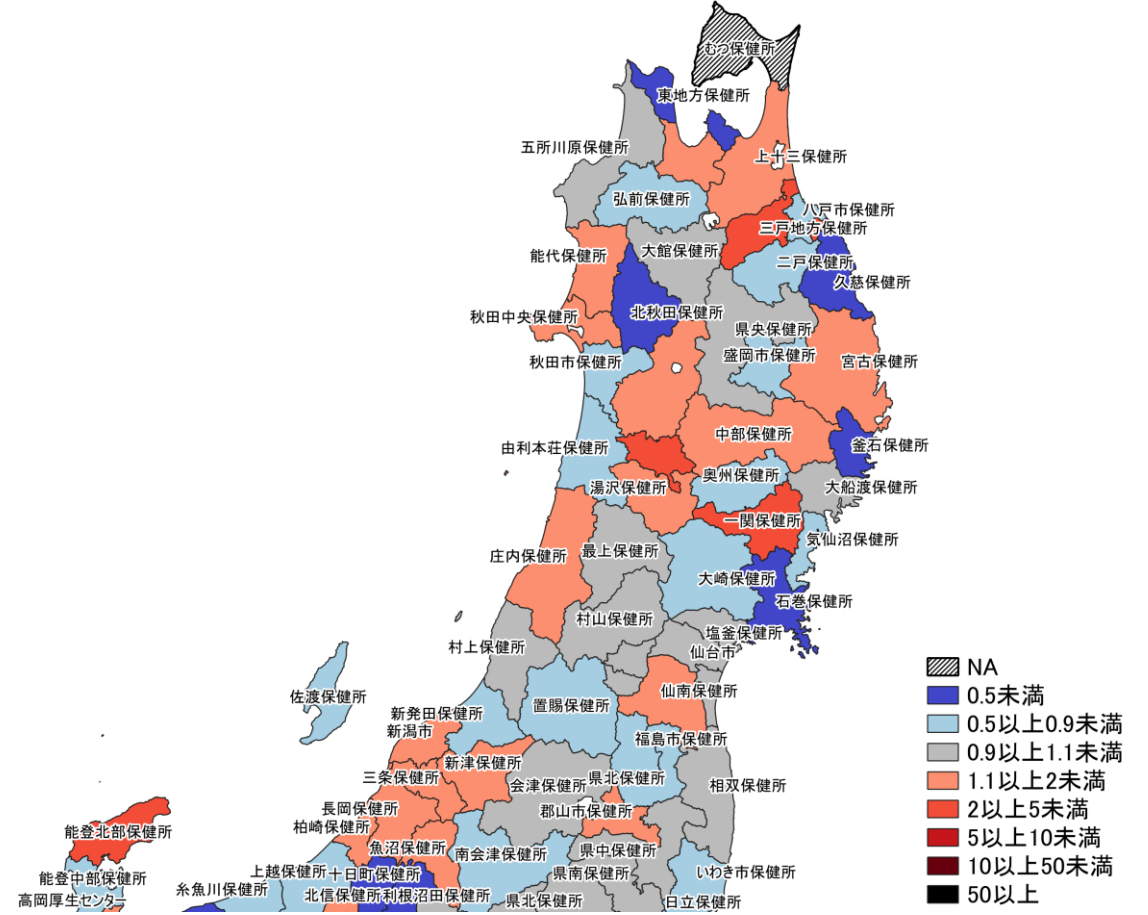 むつ保健所
東地方保健所
五所川原保健所
上十三保健所
弘前保健所
八戸市保健所
三戸地方保健所
能代保健所
大館保健所
二戸保健所
久慈保健所
北秋田保健所
秋田中央保健所
県央保健所
盛岡市保健所
秋田市保健所
宮古保健所
中部保健所
由利本荘保健所
釜石保健所
奥州保健所
湯沢保健所
大船渡保健所
一関保健所
気仙沼保健所
庄内保健所
最上保健所
大崎保健所
石巻保健所
村山保健所
塩釜保健所
村上保健所
仙台市
佐渡保健所
仙南保健所
置賜保健所
新発田保健所
新潟市
福島市保健所
新津保健所
三条保健所
会津保健所
県北保健所
相双保健所
長岡保健所
郡山市保健所
柏崎保健所
能登北部保健所
魚沼保健所
南会津保健所
県中保健所
上越保健所
十日町保健所
県南保健所
いわき市保健所
能登中部保健所
糸魚川保健所
北信保健所
利根沼田保健所
県北保健所
日立保健所
高岡厚生センター
NA
0.5未満
0.5以上0.9未満
0.9以上1.1未満
1.1以上2未満
2以上5未満
5以上10未満
10以上50未満
50以上